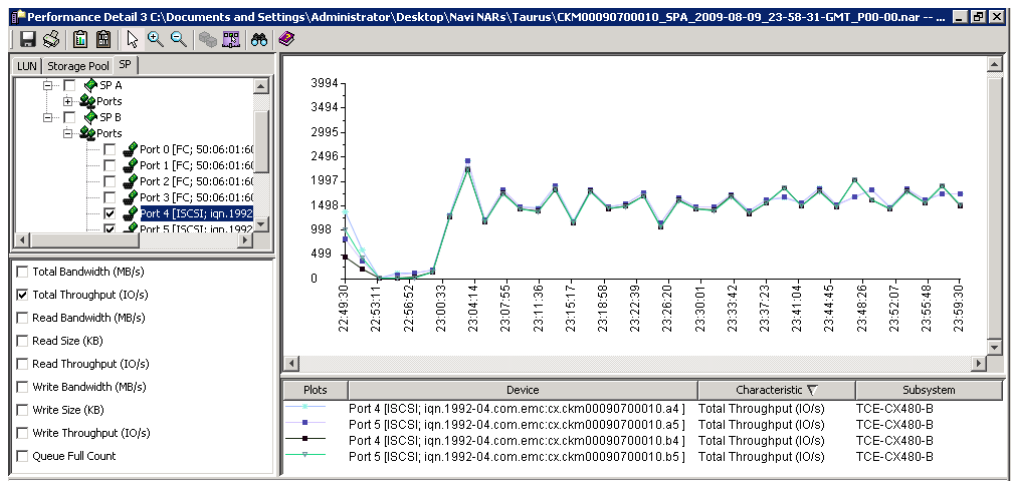 Performance Detail 3 C:\Documents and Settings\Administrator\Desktop\Navi NARs\Taurus\CKM00090700010_SPA_2009-08-09_23-58-31-GMT_P00-00.nar -- ...
LUN Storage Pool SP
SP A
Ports
SP B
Ports
Port 0 [FC; 50:06:01:6(
Port 1 [FC; 50:06:01:6(
Port 2 [FC; 50:06:01:6(
Port 3 [FC; 50:06:01:6(
Port 4 [ISCSI; iqn.1992
Port 5 [ISCSI; iqn.1992
Total Bandwidth (MB/s)
Total Throughput (IO/s)
Read Bandwidth (MB/s)
Read Size (KB)
Read Throughput (IO/s)
Write Bandwidth (MB/s)
Write Size (KB)
Write Throughput (IO/s)
Queue Full Count
3994
3494
2995
2496
1997
1498
998
499
0
22:49:30
22:53:11
22:56:52
23:00:33
23:04:14
23:07:55
23:11:36
23:15:17
23:18:58
23:22:39
23:26:20
23:30:01
23:33:42
23:37:23
23:41:04
23:44:45
23:48:26
23:52:07
23:55:48
23:59:30
Plots Device Characteristic Subsystem
Port 4 [ISCSI; iqn.1992-04.com.emc:cx.ckm00090700010.a4 ] Total Throughput (IO/s) TCE-CX480-B
Port 5 [ISCSI; iqn.1992-04.com.emc:cx.ckm00090700010.a5 ] Total Throughput (IO/s) TCE-CX480-B
Port 4 [ISCSI; iqn.1992-04.com.emc:cx.ckm00090700010.b4 ] Total Throughput (IO/s) TCE-CX480-B
Port 5 [ISCSI; iqn.1992-04.com.emc:cx.ckm00090700010.b5 ] Total Throughput (IO/s) TCE-CX480-B